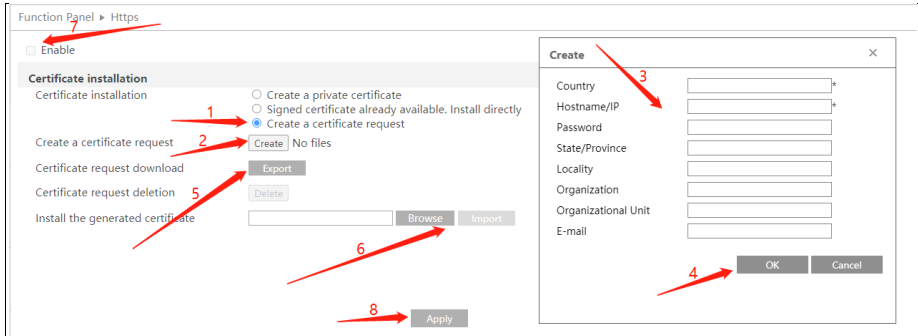 Function Panel ▶ Https
7
Enable
Certificate installation
Certificate installation
Create a private certificate
Signed certificate already available. Install directly
1
Create a certificate request
Create a certificate request
2
Create
No files
Certificate request download
Export
5
Certificate request deletion
Delete
Install the generated certificate
Browse
Import
6
8
Apply
Create
×
3
Country
*
Hostname/IP
*
Password
State/Province
Locality
Organization
Organizational Unit
E-mail
4
OK
Cancel